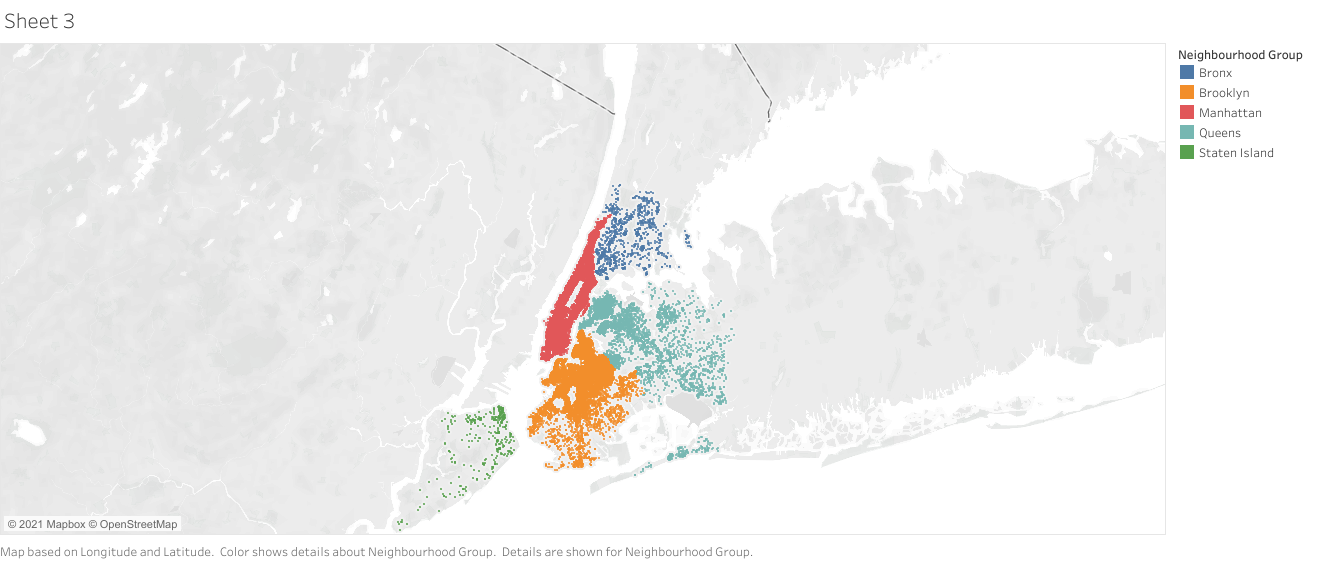 Sheet 3
Neighbourhood Group
Bronx
Brooklyn
Manhattan
Queens
Staten Island
© 2021 Mapbox © OpenStreetMap
Map based on Longitude and Latitude.  Color shows details about Neighbourhood Group.  Details are shown for Neighbourhood Group.